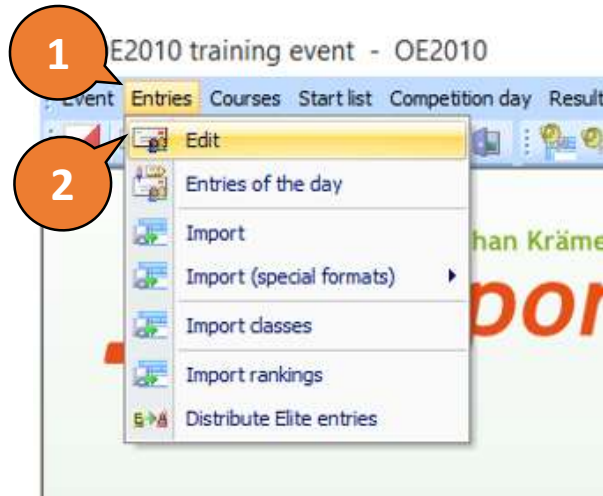 1
E2010 training event - OE2010
Event Entries Courses Start list Competition day Result
2
Edit
Entries of the day
Import
Import (special formats)
Import classes
Import rankings
Distribute Elite entries
han Kräme
por